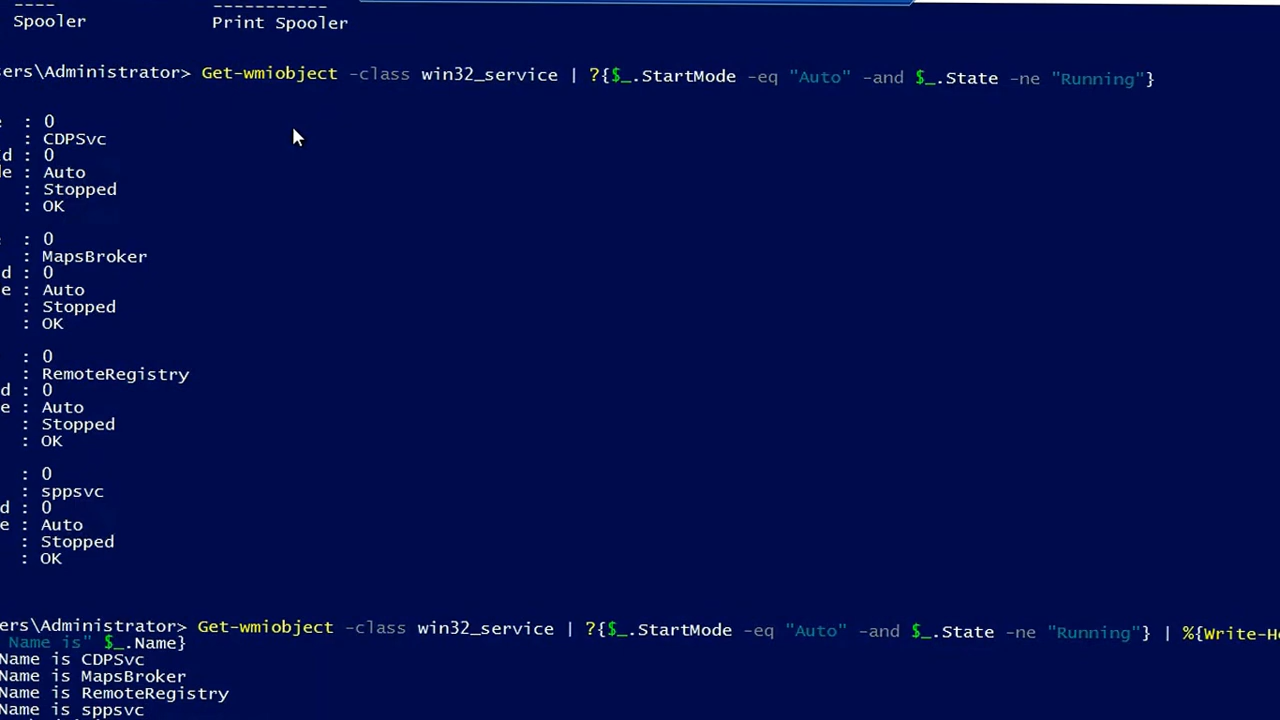 ---- -----------
Spooler Print Spooler
ers\Administrator> Get-wmiobject -class win32_service | ?{$_.StartMode -eq "Auto" -and $_.State -ne "Running"}
e : 0
: CDPSvc
d : 0
de : Auto
: Stopped
: OK
e : 0
: MapsBroker
d : 0
e : Auto
: Stopped
: OK
: 0
: RemoteRegistry
d : 0
e : Auto
: Stopped
: OK
: 0
: sppsvc
d : 0
e : Auto
: Stopped
: OK
ers\Administrator> Get-wmiobject -class win32_service | ?{$_.StartMode -eq "Auto" -and $_.State -ne "Running"} | %{Write-H
Name is" $_.Name}
Name is CDPSvc
Name is MapsBroker
Name is RemoteRegistry
Name is sppsvc